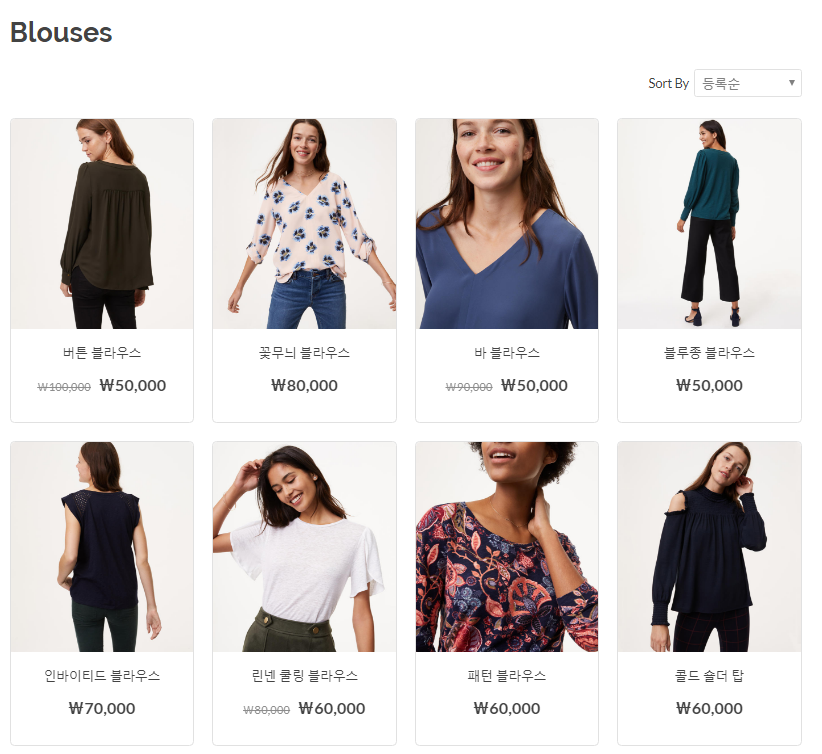 Blouses
Sort By 등록순
버튼 블라우스
₩100,000 ₩50,000
꽃무늬 블라우스
₩80,000
바 블라우스
₩90,000 ₩50,000
블루종 블라우스
₩50,000
인바이티드 블라우스
₩70,000
린넨 쿨링 블라우스
₩80,000 ₩60,000
패턴 블라우스
₩60,000
콜드 숄더 탑
₩60,000